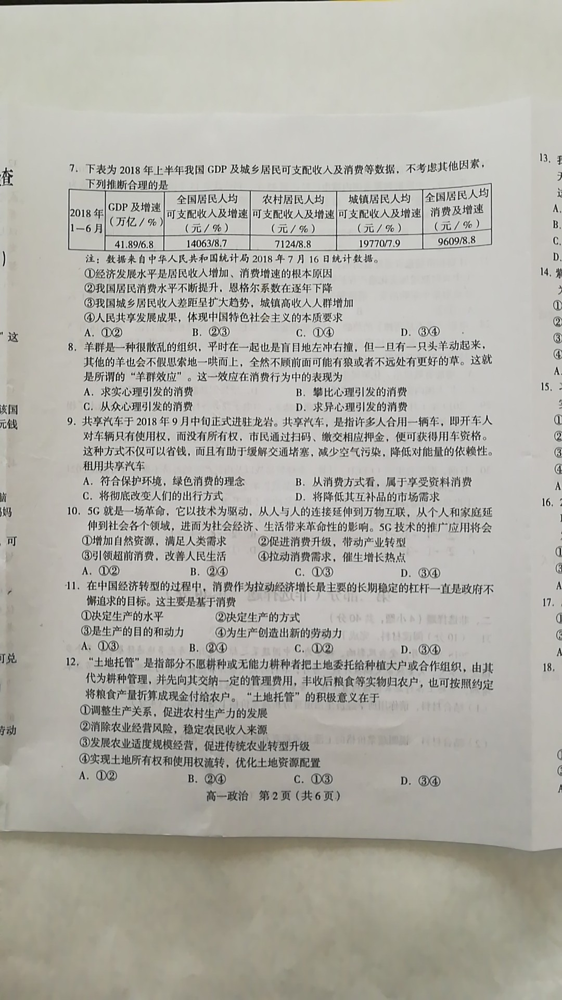 7. 下表为 2018 年上半年我国 GDP 及城乡居民可支配收入及消费等数据，不考虑其他因素，
下列推断合理的是
2018 年
1—6 月
GDP 及增速
（万亿／%）
全国居民人均
可支配收入及增速
（元／%）
农村居民人均
可支配收入及增速
（元／%）
城镇居民人均
可支配收入及增速
（元／%）
全国居民人均
消费及增速
（元／%）
41.89/6.8
14063/8.7
7124/8.8
19770/7.9
9609/8.8
注：数据来自中华人民共和国统计局 2018 年 7 月 16 日统计数据。
①经济发展水平是居民收入增加、消费增速的根本原因
②我国居民消费水平不断提升，恩格尔系数在逐年下降
③我国城乡居民收入差距呈扩大趋势，城镇高收入人群增加
④人民共享发展成果，体现中国特色社会主义的本质要求
A. ①② B. ②③ C. ①④ D. ③④
8. 羊群是一种很散乱的组织，平时在一起也是盲目地左冲右撞，但一旦有一只头羊动起来，
其他的羊也会不假思索地一哄而上，全然不顾前面可能有狼或者不远处有更好的草。这就
是所谓的“羊群效应”。这一效应在消费行为中的表现为
A. 求实心理引发的消费 B. 攀比心理引发的消费
C. 从众心理引发的消费 D. 求异心理引发的消费
9. 共享汽车于 2018 年 9 月中旬正式进驻龙岩。共享汽车，是指许多人合用一辆车，即开车人
对车辆只有使用权，而没有所有权，市民通过扫码、缴交相应押金，便可获得用车资格。
这种方式不仅可以省钱，而且有助于缓解交通堵塞，减少空气污染，降低对能量的依赖性。
租用共享汽车
A. 符合保护环境，绿色消费的理念 B. 从消费方式看，属于享受资料消费
C. 将彻底改变人们的出行方式 D. 将降低其互补品的市场需求
10. 5G 就是一场革命，它以技术为驱动，从人与人的连接延伸到万物互联，从个人和家庭延
伸到社会各个领域，进而为社会经济、生活带来革命性的影响。5G 技术的推广应用将会
①增加自然资源，满足人类需求 ②促进消费升级，带动产业转型
③引领超前消费，改善人民生活 ④拉动消费需求，催生增长热点
A. ①② B. ②④ C. ①③ D. ③④
11. 在中国经济转型的过程中，消费作为拉动经济增长最主要的长期稳定的杠杆一直是政府不
懈追求的目标。这主要是基于消费
①决定生产的水平 ②决定生产的方式
③是生产的目的和动力 ④为生产创造出新的劳动力
A. ①③ B. ②④ C. ①② D. ③④
12. “土地托管”是指部分不愿耕种或无能力耕种者把土地委托给种植大户或合作组织，由其
代为耕种管理，并先向其交纳一定的管理费用，丰收后粮食等实物归农户，也可按照约定
将粮食产量折算成现金付给农户。“土地托管”的积极意义在于
①调整生产关系，促进农村生产力的发展
②消除农业经营风险，稳定农民收入来源
③发展农业适度规模经营，促进传统农业转型升级
④实现土地所有权和使用权流转，优化土地资源配置
A. ①② B. ②④ C. ①③ D. ③④
高一政治 第 2 页（共 6 页）
查
）
”这
该国
元钱
脑
妈妈
，可
可兑
劳动
13. 我
A.
B.
C.
D.
14. 紫
①
②
③
④
A.
15.
①
②
③
④
A
16. 2
①
③
A
17.
①
③
A
18.
①
③
A